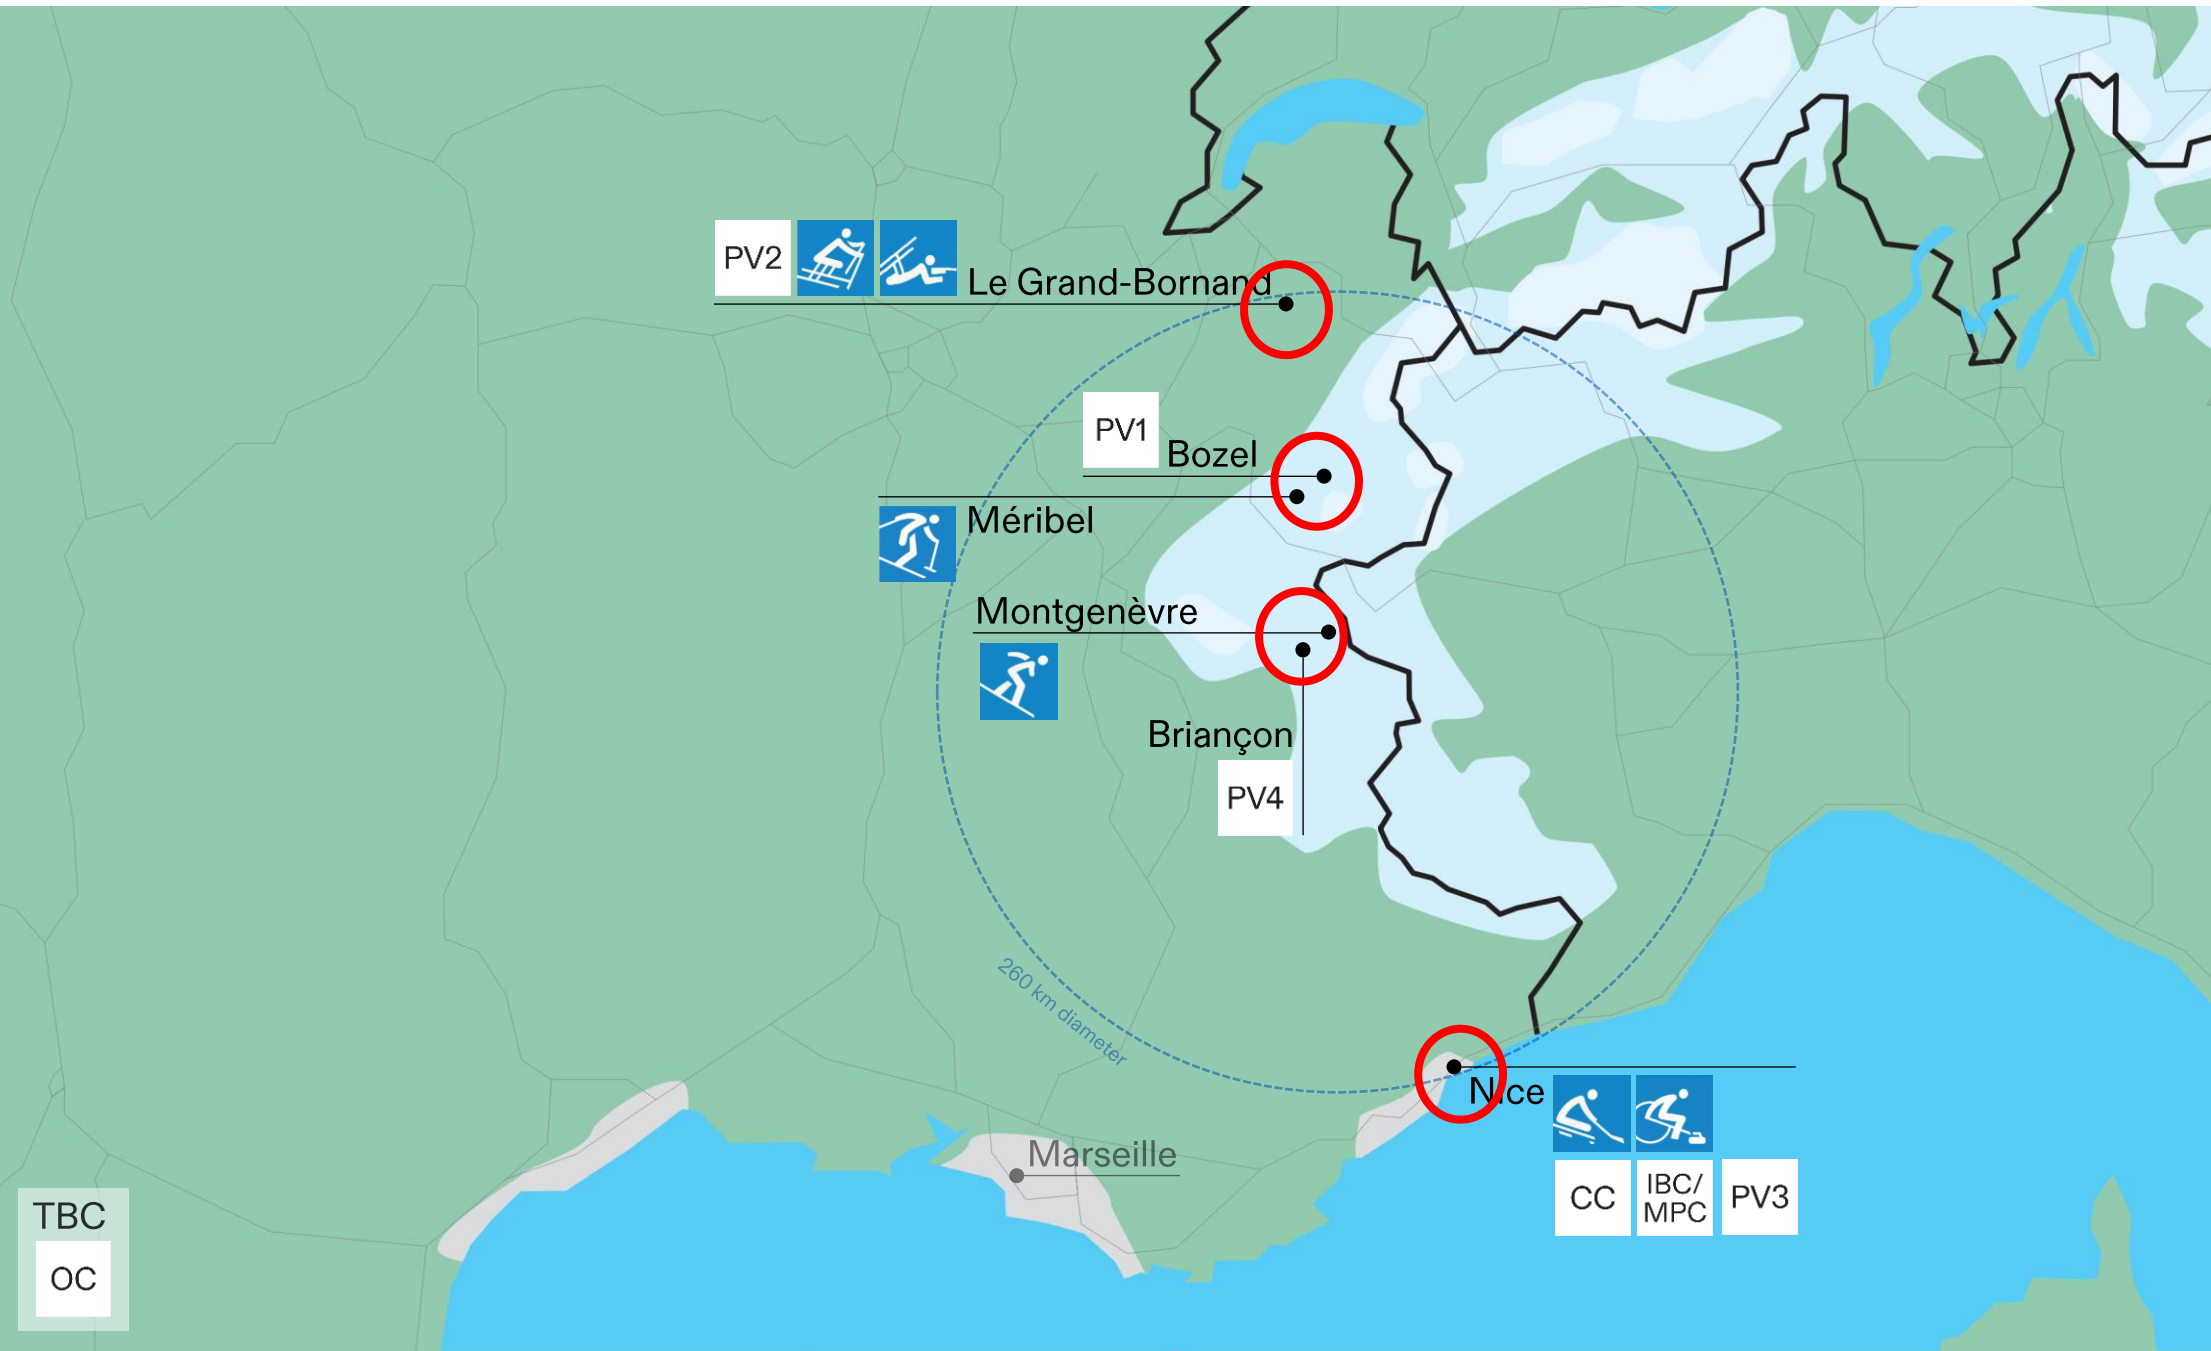 PV2
Le Grand-Bornand
PV1
Bozel
Méribel
Montgenèvre
Briançon
PV4
260 km diameter
Nice
Marseille
CC
IBC/
MPC
PV3
TBC
OC